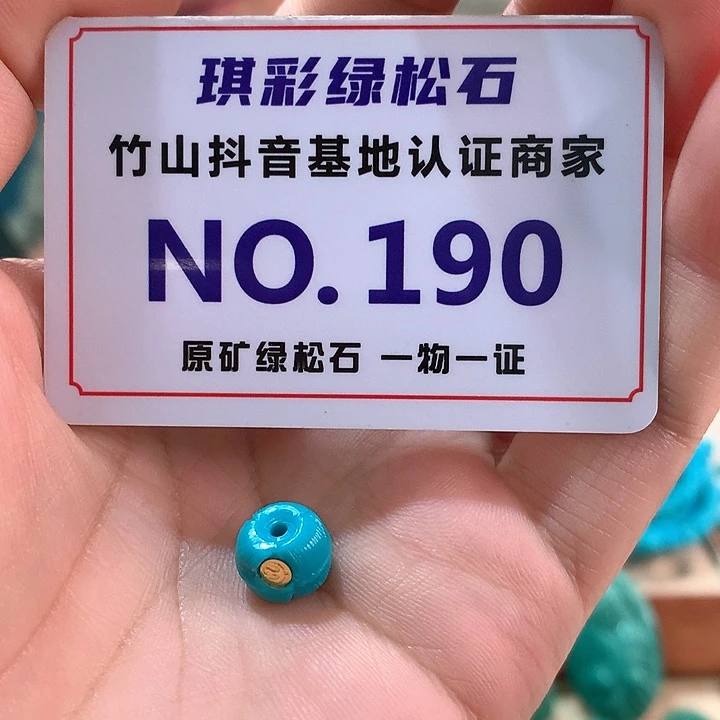 琪彩绿松石
竹山抖音基地认证商家
NO.190
原矿绿松石 一物一证